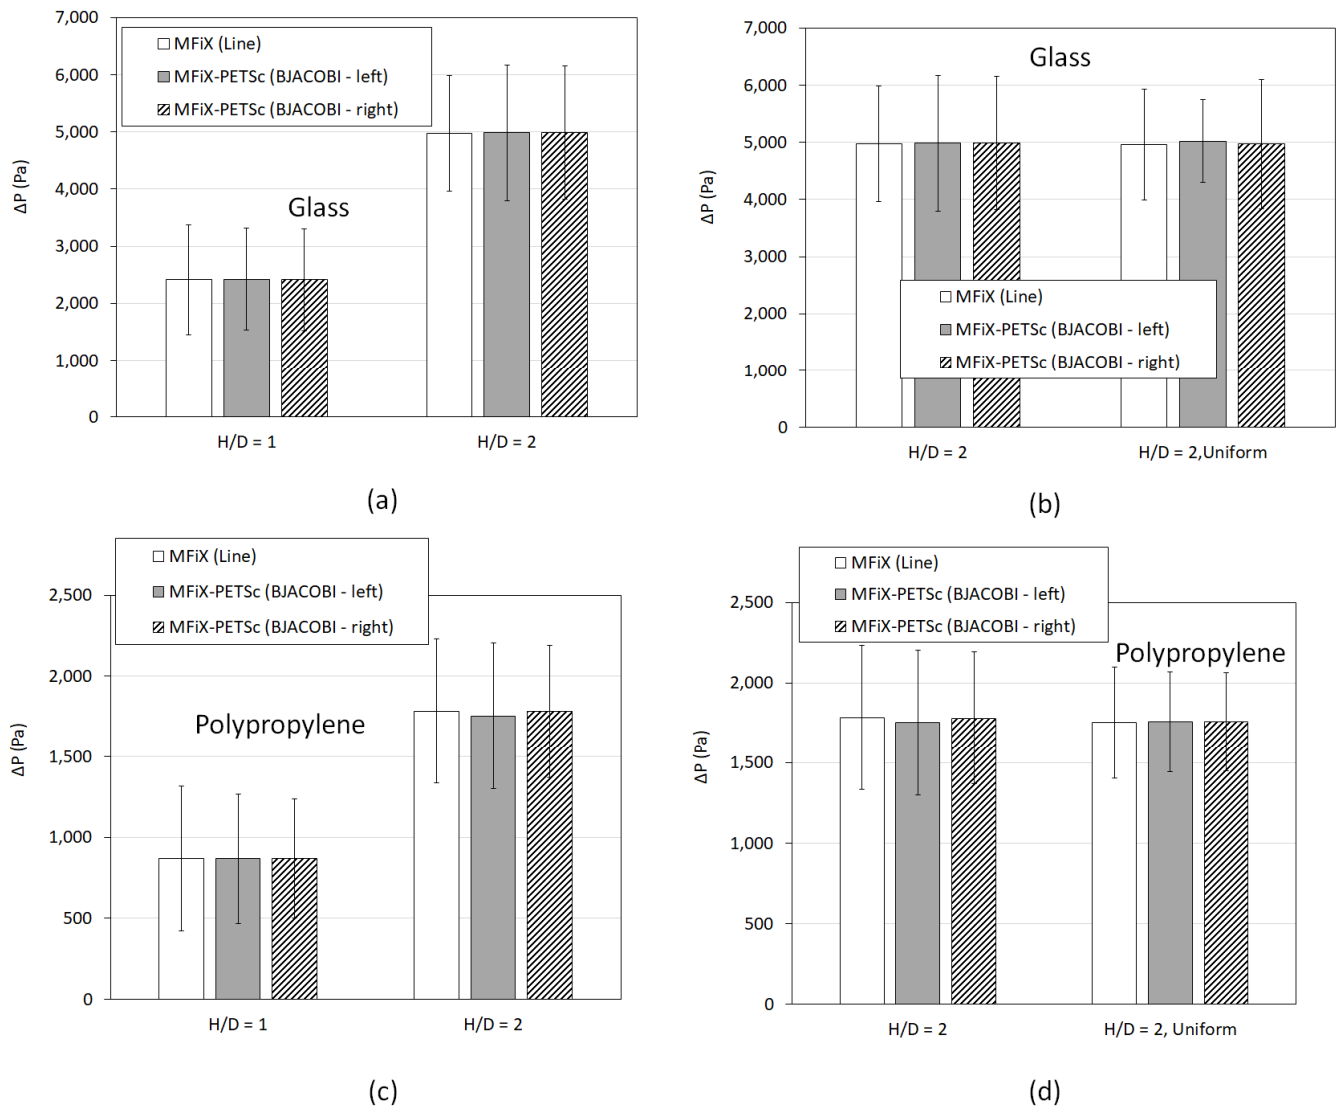 7,000
6,000
5,000
4,000
3,000
2,000
1,000
0
ΔP (Pa)
MFiX (Line)
MFiX-PETSc (BJACOBI - left)
MFiX-PETSc (BJACOBI - right)
Glass
H/D = 1
H/D = 2
(a)
7,000
6,000
5,000
4,000
3,000
2,000
1,000
0
ΔP (Pa)
Glass
MFiX (Line)
MFiX-PETSc (BJACOBI - left)
MFiX-PETSc (BJACOBI - right)
H/D = 2
H/D = 2,Uniform
(b)
MFiX (Line)
MFiX-PETSc (BJACOBI - left)
MFiX-PETSc (BJACOBI - right)
2,500
2,000
1,500
1,000
500
0
ΔP (Pa)
Polypropylene
H/D = 1
H/D = 2
(c)
MFiX (Line)
MFiX-PETSc (BJACOBI - left)
MFiX-PETSc (BJACOBI - right)
2,500
2,000
1,500
1,000
500
0
ΔP (Pa)
Polypropylene
H/D = 2
H/D = 2, Uniform
(d)